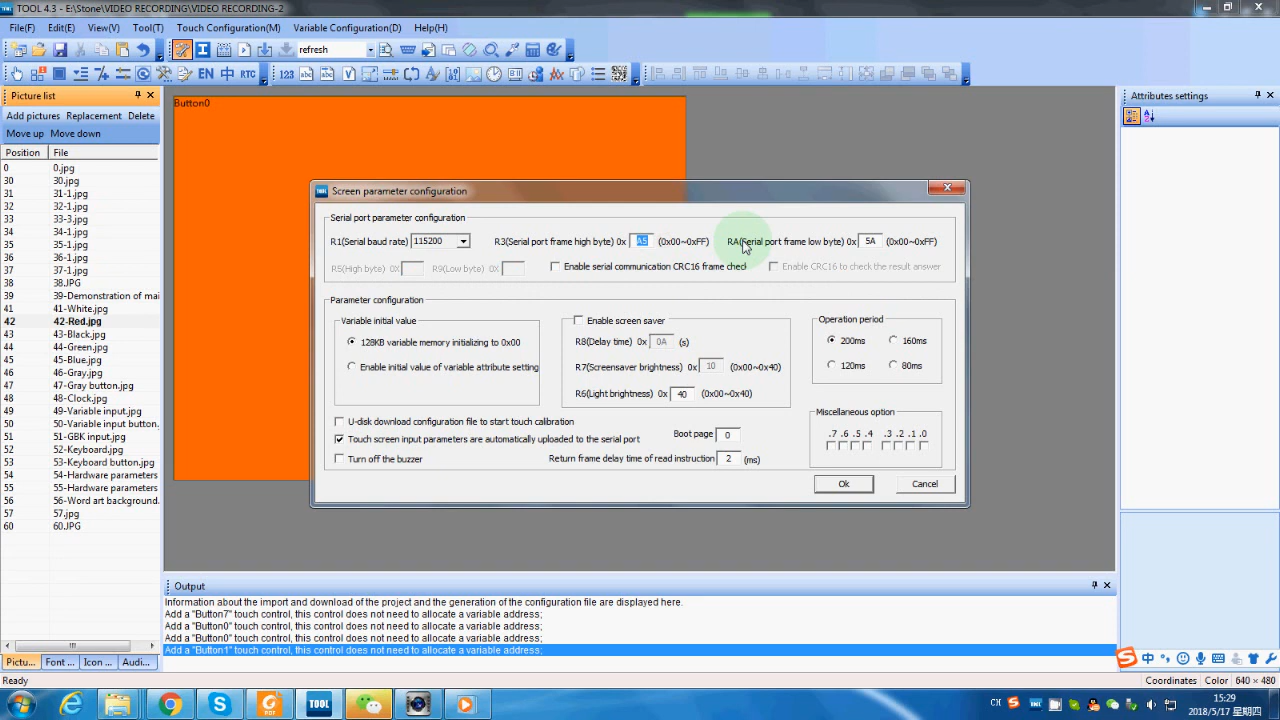 TOOL 4.3 - E:\Stone\VIDEO RECORDING\VIDEO RECORDING-2
File(F) Edit(E) View(V) Tool(T) Touch Configuration(M) Variable Configuration(D) Help(H)
refresh
EN 中 RTC 123
Picture list
Add pictures Replacement Delete
Move up Move down
Position File
0 0.jpg
30 30.jpg
31 31-1.jpg
32 32-1.jpg
33 33-3.jpg
34 34-1.jpg
35 35-1.jpg
36 36-1.jpg
37 37-1.jpg
38 38.JPG
39 39-Demonstration of mai
41 41-White.jpg
42 42-Red.jpg
43 43-Black.jpg
44 44-Green.jpg
45 45-Blue.jpg
46 46-Gray.jpg
47 47-Gray button.jpg
48 48-Clock.jpg
49 49-Variable input.jpg
50 50-Variable input button.
51 51-GBK input.jpg
52 52-Keyboard.jpg
53 53-Keyboard button.jpg
54 54-Hardware parameters
55 55-Hardware parameters
56 56-Word art background.
57 57.jpg
60 60.JPG
Pictu... Font ... Icon ... Audi...
Button0
Screen parameter configuration
Serial port parameter configuration
R1(Serial baud rate) 115200 R3(Serial port frame high byte) 0x A5 (0x00~0xFF) RA(Serial port frame low byte) 0x 5A (0x00~0xFF)
R5(High byte) 0X R9(Low byte) 0X Enable serial communication CRC16 frame check Enable CRC16 to check the result answer
Parameter configuration
Variable initial value
128KB variable memory initializing to 0x00
Enable initial value of variable attribute setting
Enable screen saver
R8(Delay time) 0x 0A (s)
R7(Screensaver brightness) 0x 10 (0x00~0x40)
R6(Light brightness) 0x 40 (0x00~0x40)
Operation period
200ms 160ms
120ms 80ms
Miscellaneous option
.7 .6 .5 .4 .3 .2 .1 .0
U-disk download configuration file to start touch calibration
Touch screen input parameters are automatically uploaded to the serial port
Boot page 0
Turn off the buzzer
Return frame delay time of read instruction 2 (ms)
Ok Cancel
Attributes settings
Output
Information about the import and download of the project and the generation of the configuration file are displayed here.
Add a "Button7" touch control, this control does not need to allocate a variable address;
Add a "Button0" touch control, this control does not need to allocate a variable address;
Add a "Button0" touch control, this control does not need to allocate a variable address;
Add a "Button1" touch control, this control does not need to allocate a variable address;
中
Ready
Coordinates Color 640 × 480
TOOL
CH
15:29
2018/5/17 星期四